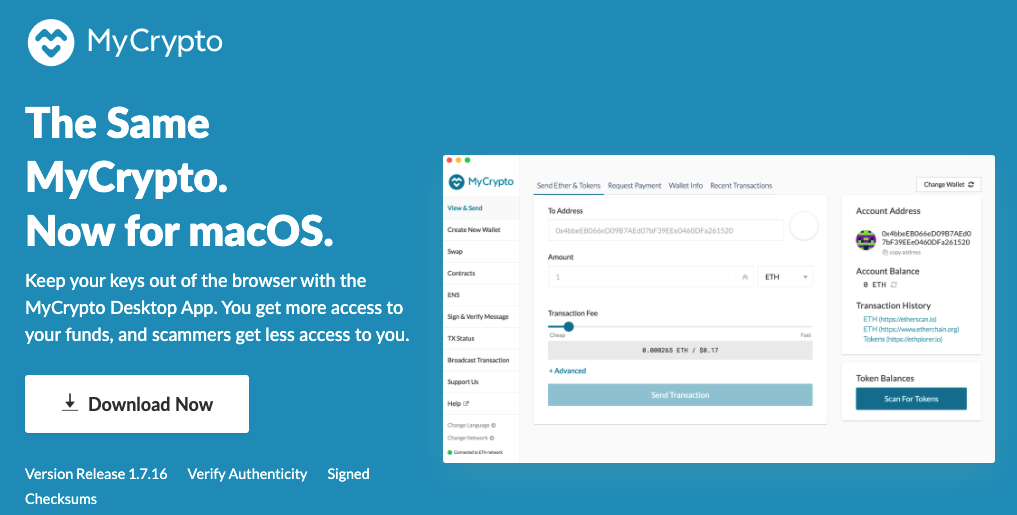 MyCrypto
The Same
MyCrypto.
Now for macOS.
Keep your keys out of the browser with the
MyCrypto Desktop App. You get more access to
your funds, and scammers get less access to you.
Download Now
Version Release 1.7.16 Verify Authenticity Signed
Checksums
MyCrypto
View & Send
Create New Wallet
Swap
Contracts
ENS
Sign & Verify Message
TX Status
Broadcast Transaction
Support Us
Help
Change Language
Change Network
Connected to ETH network
Send Ether & Tokens Request Payment Wallet Info Recent Transactions
Change Wallet
To Address
0x4bbeEB066eD09B7AEd07bF39EEe0460DFa261520
Amount
1
ETH
Transaction Fee
Cheap Fast
0.000265 ETH / $0.17
+ Advanced
Send Transaction
Account Address
0x4bbeEB066eD09B7AEd0
7bF39EEe0460DFa261520
copy address
Account Balance
0 ETH
Transaction History
ETH (https://etherscan.io)
ETH (https://www.etherchain.org)
Tokens (https://ethplorer.io)
Token Balances
Scan For Tokens